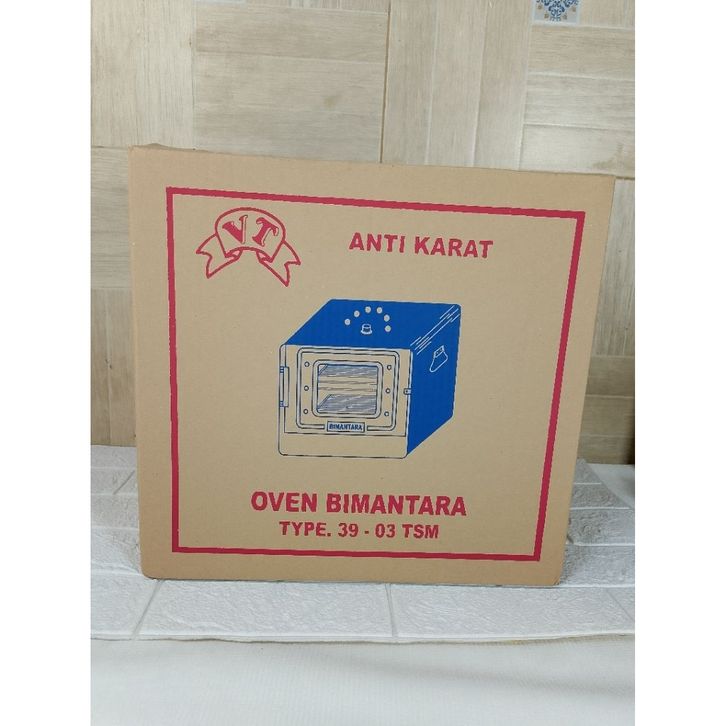 VT
ANTI KARAT
BIMANTARA
OVEN BIMANTARA
TYPE. 39 - 03 TSM